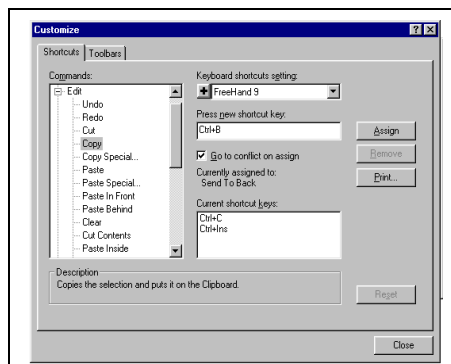 Customize
Shortcuts Toolbars
Commands:
Edit
Undo
Redo
Cut
Copy
Copy Special...
Paste
Paste Special...
Paste In Front
Paste Behind
Clear
Cut Contents
Paste Inside
Keyboard shortcuts setting:
FreeHand 9
Press new shortcut key:
Ctrl+B
Go to conflict on assign
Currently assigned to:
Send To Back
Current shortcut keys:
Ctrl+C
Ctrl+Ins
Assign
Remove
Print...
Description
Copies the selection and puts it on the Clipboard.
Reset
Close